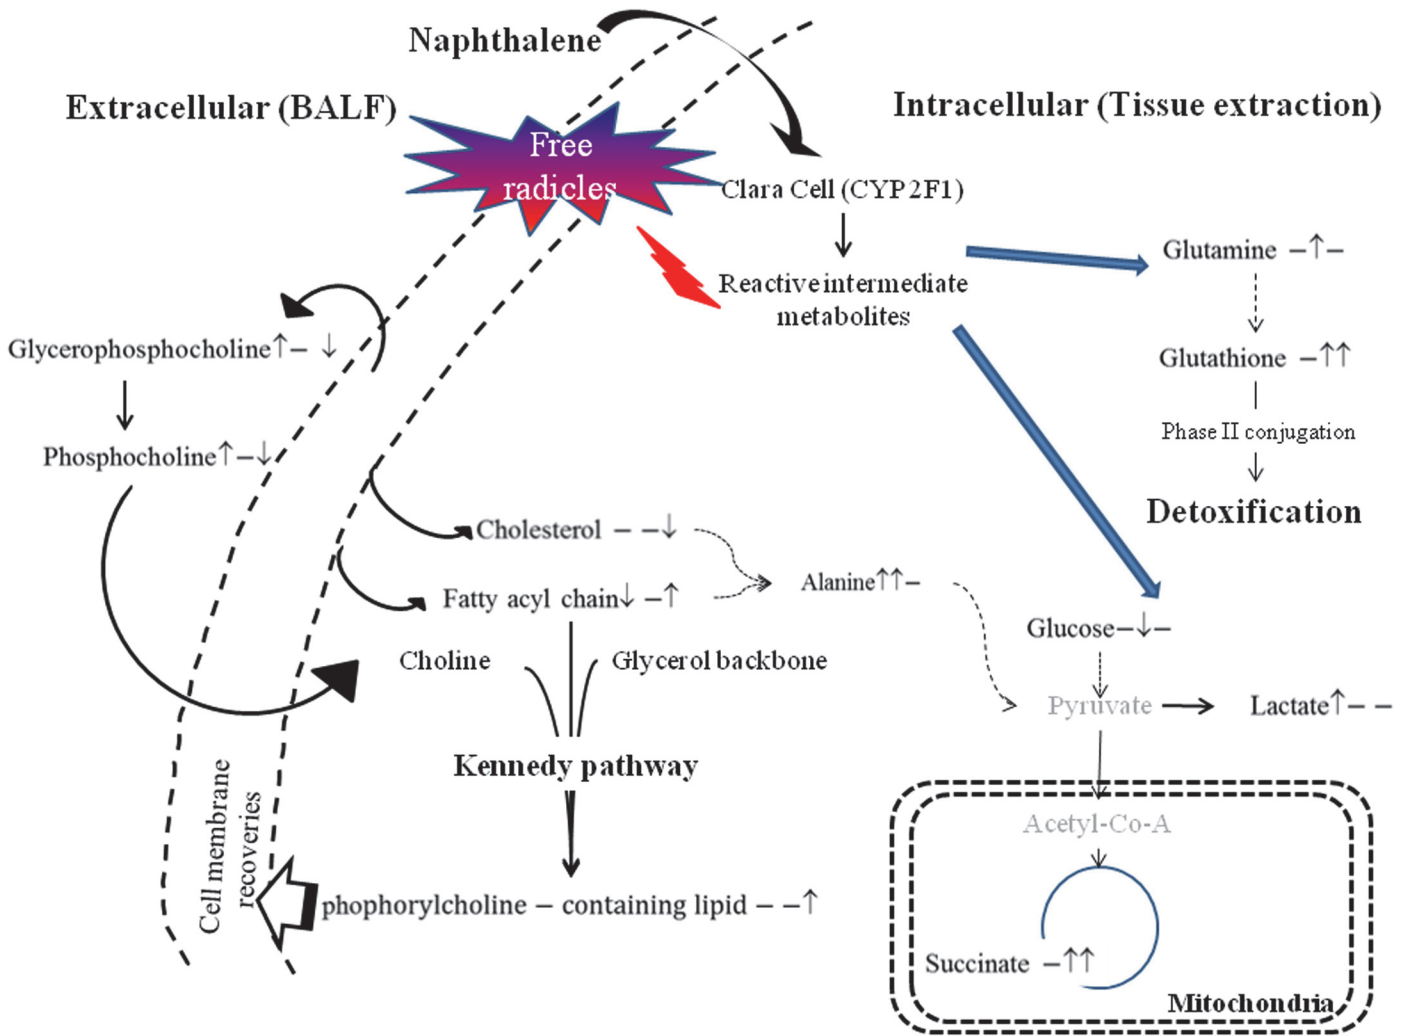 Naphthalene
Extracellular (BALF)
Intracellular (Tissue extraction)
Free
radicles
Clara Cell (CYP2F1)
Reactive intermediate
metabolites
Glutamine –↑–
Glutathione –↑↑
Phase II conjugation
Detoxification
Glycerophosphocholine↑– ↓
Phosphocholine↑–↓
Cholesterol – –↓
Fatty acyl chain↓ –↑
Alanine↑↑–
Choline
Glycerol backbone
Glucose–↓–
Pyruvate
Lactate↑– –
Kennedy pathway
Cell membrane
recoveries
phophorylcholine – containing lipid – –↑
Acetyl-Co-A
Succinate –↑↑
Mitochondria